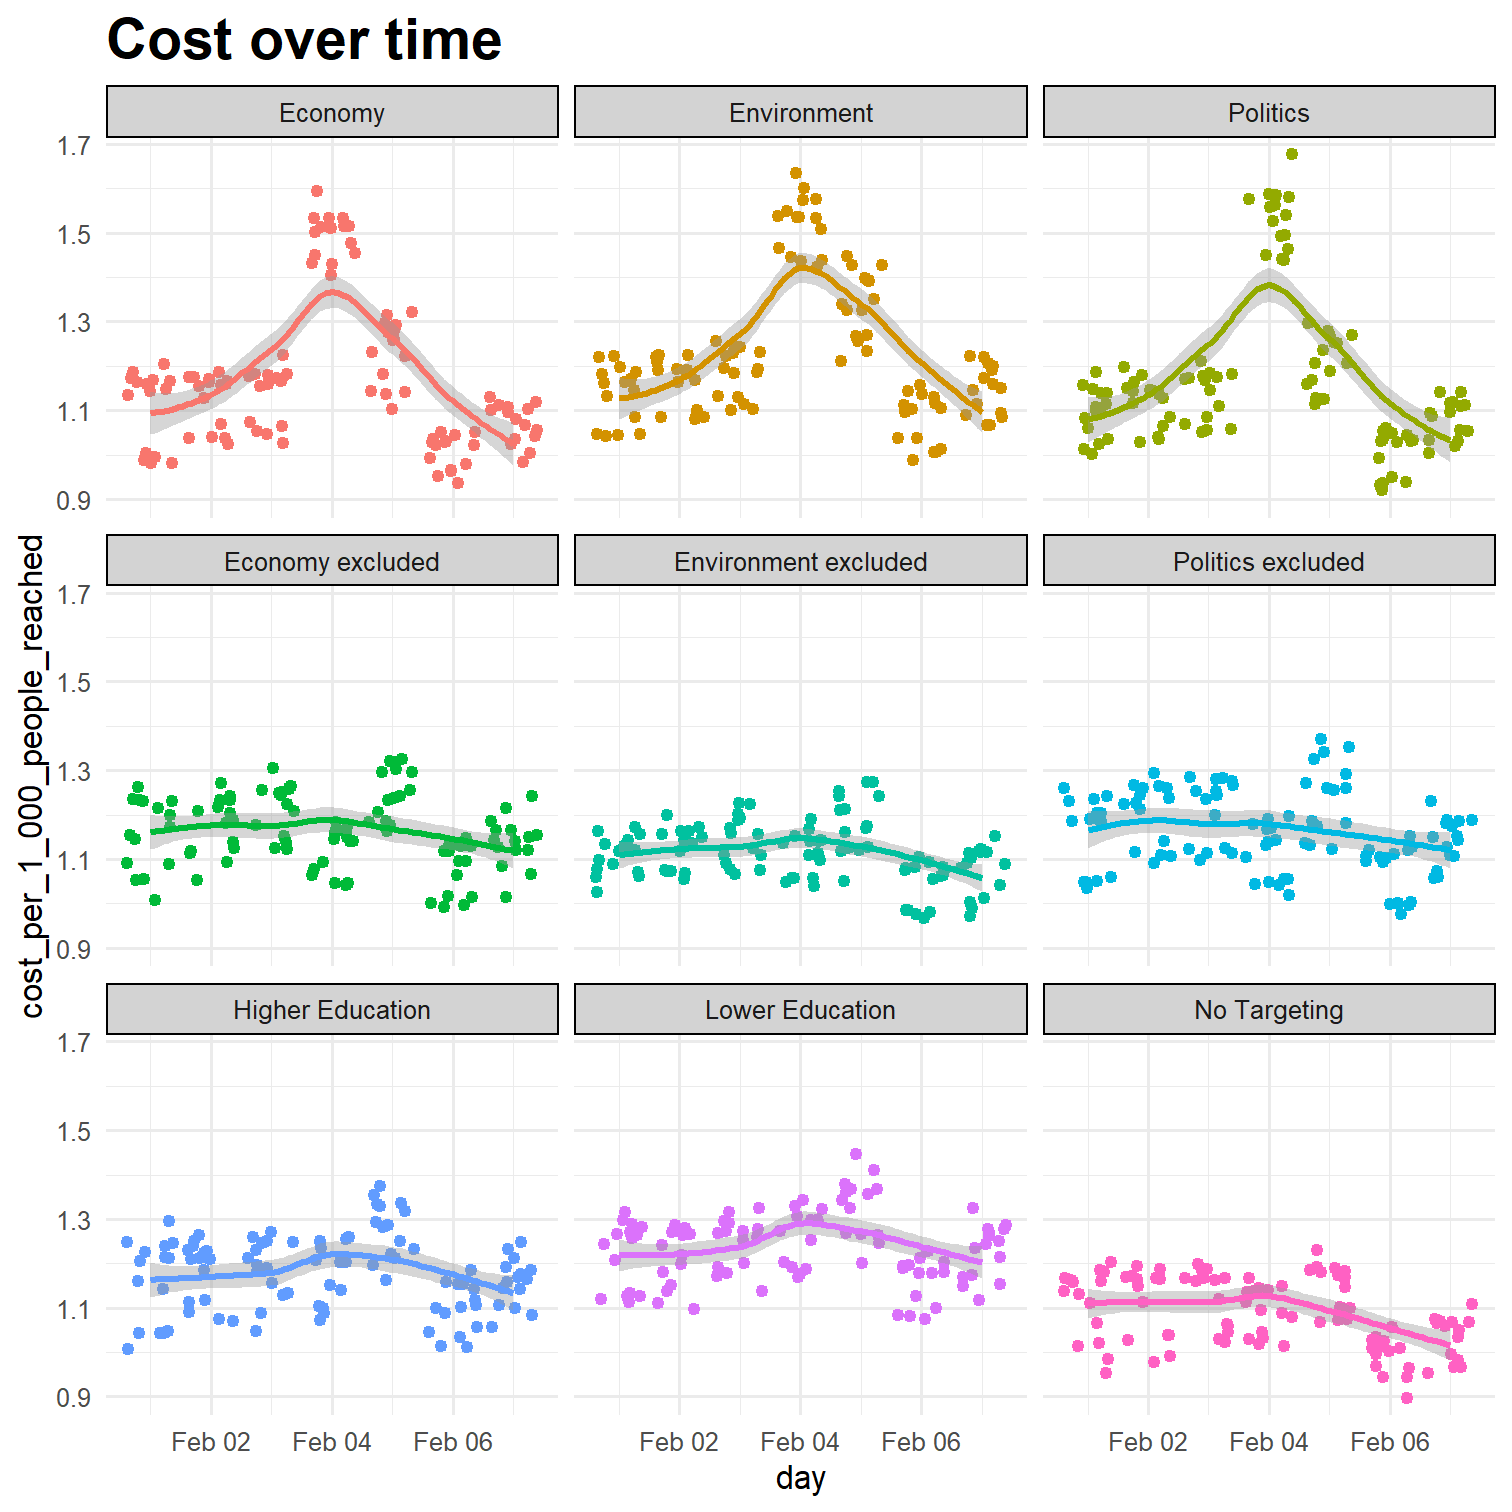 Cost over time
Economy
Environment
Politics
1.7
1.5
1.3
1.1
0.9
Economy excluded
Environment excluded
Politics excluded
1.7
1.5
1.3
1.1
0.9
cost_per_1_000_people_reached
Higher Education
Lower Education
No Targeting
1.7
1.5
1.3
1.1
0.9
Feb 02 Feb 04 Feb 06
Feb 02 Feb 04 Feb 06
Feb 02 Feb 04 Feb 06
day